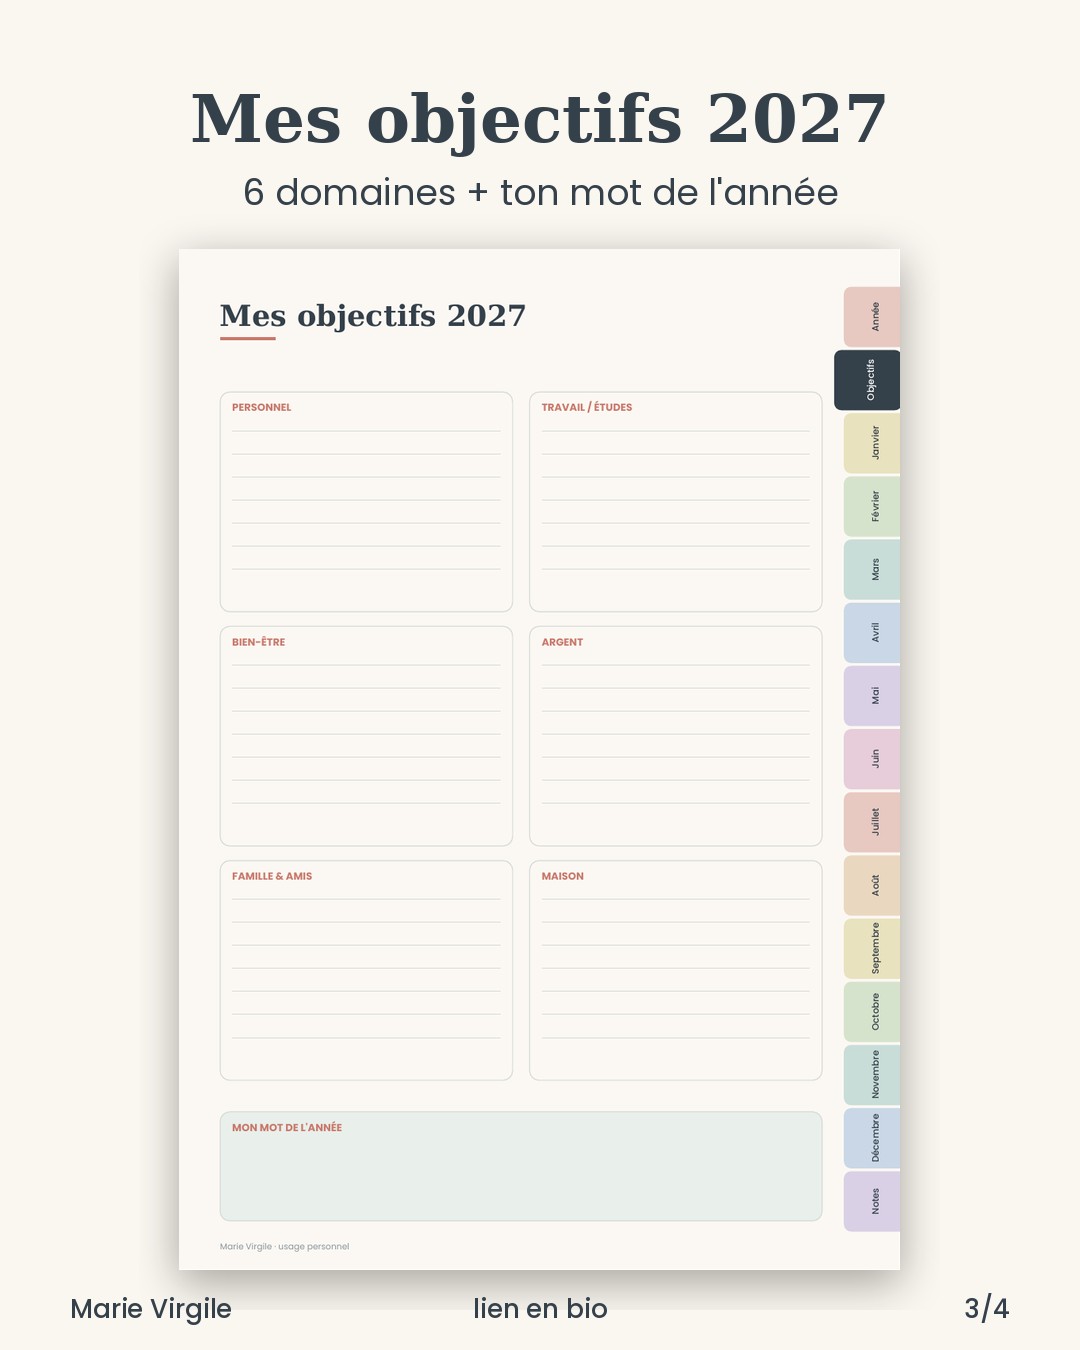 Mes objectifs 2027
6 domaines + ton mot de l'année
Mes objectifs 2027
PERSONNEL
TRAVAIL / ÉTUDES
BIEN-ÊTRE
ARGENT
FAMILLE & AMIS
MAISON
MON MOT DE L'ANNÉE
Marie Virgile · usage personnel
Année
Objectifs
Janvier
Février
Mars
Avril
Mai
Juin
Juillet
Août
Septembre
Octobre
Novembre
Décembre
Notes
Marie Virgile
lien en bio
3/4